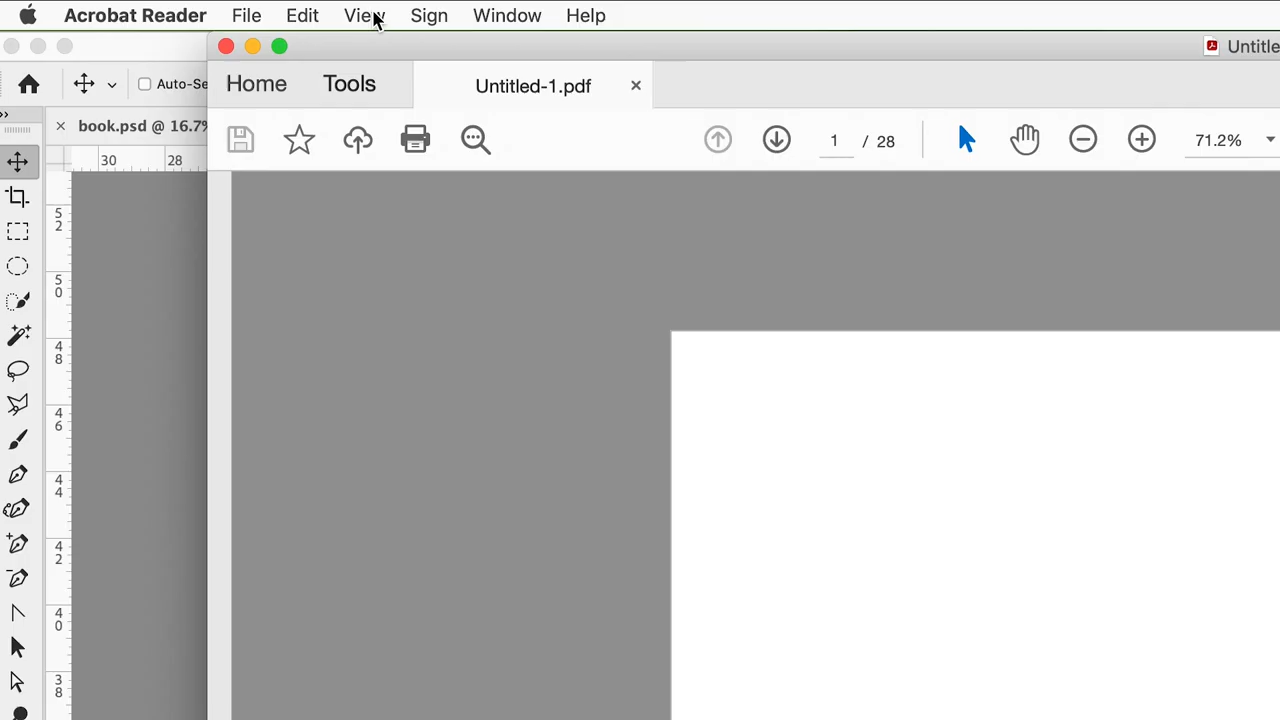 Acrobat Reader File Edit View Sign Window Help
Untitle
Auto-Se
Home Tools Untitled-1.pdf
book.psd @ 16.7%
1 / 28 71.2%
30 28
52
50
48
46
44
42
40
38